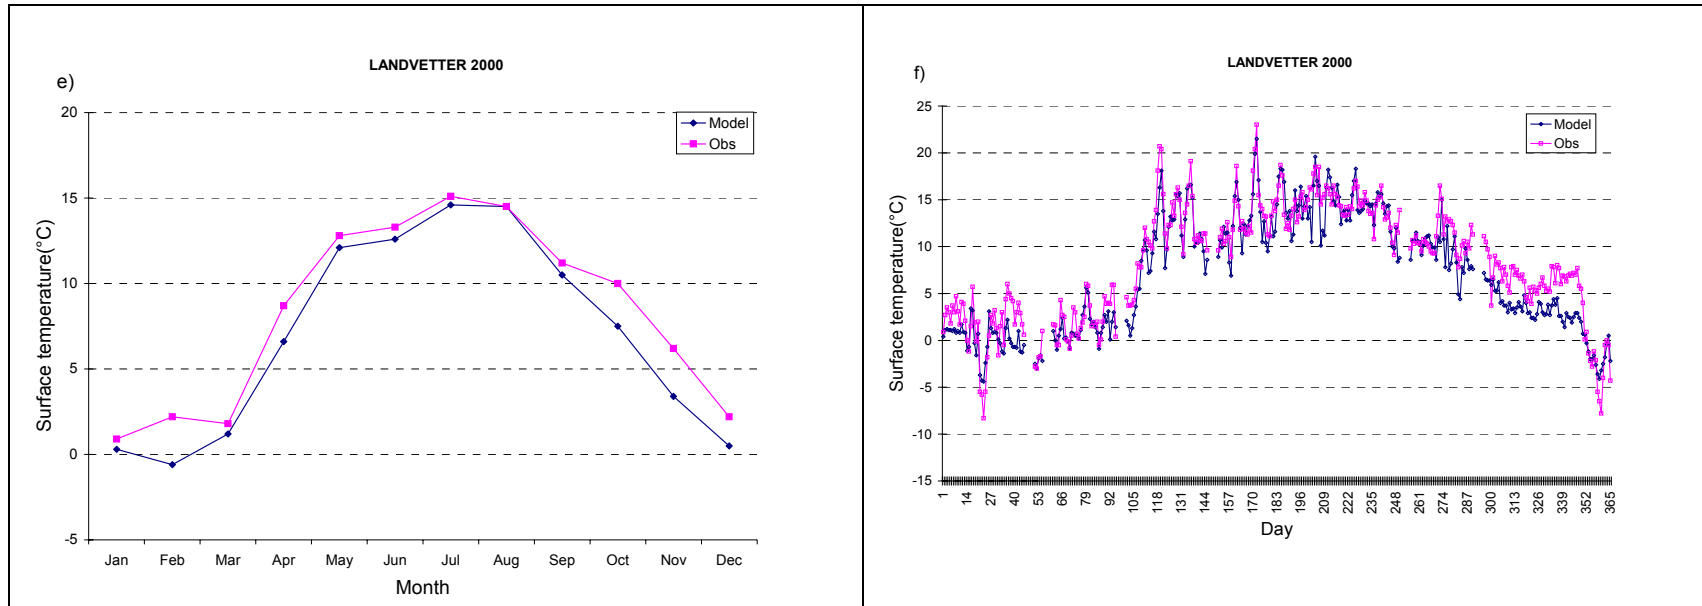 LANDVETTER 2000
e)
20
15
10
5
0
-5
Surface temperature(°C)
Model
Obs
Jan Feb Mar Apr May Jun Jul Aug Sep Oct Nov Dec
Month
LANDVETTER 2000
f)
25
20
15
10
5
0
-5
-10
-15
Surface temperature(°C)
Model
Obs
1 14 27 40 53 66 79 92 105 118 131 144 157 170 183 196 209 222 235 248 261 274 287 300 313 326 339 352 365
Day